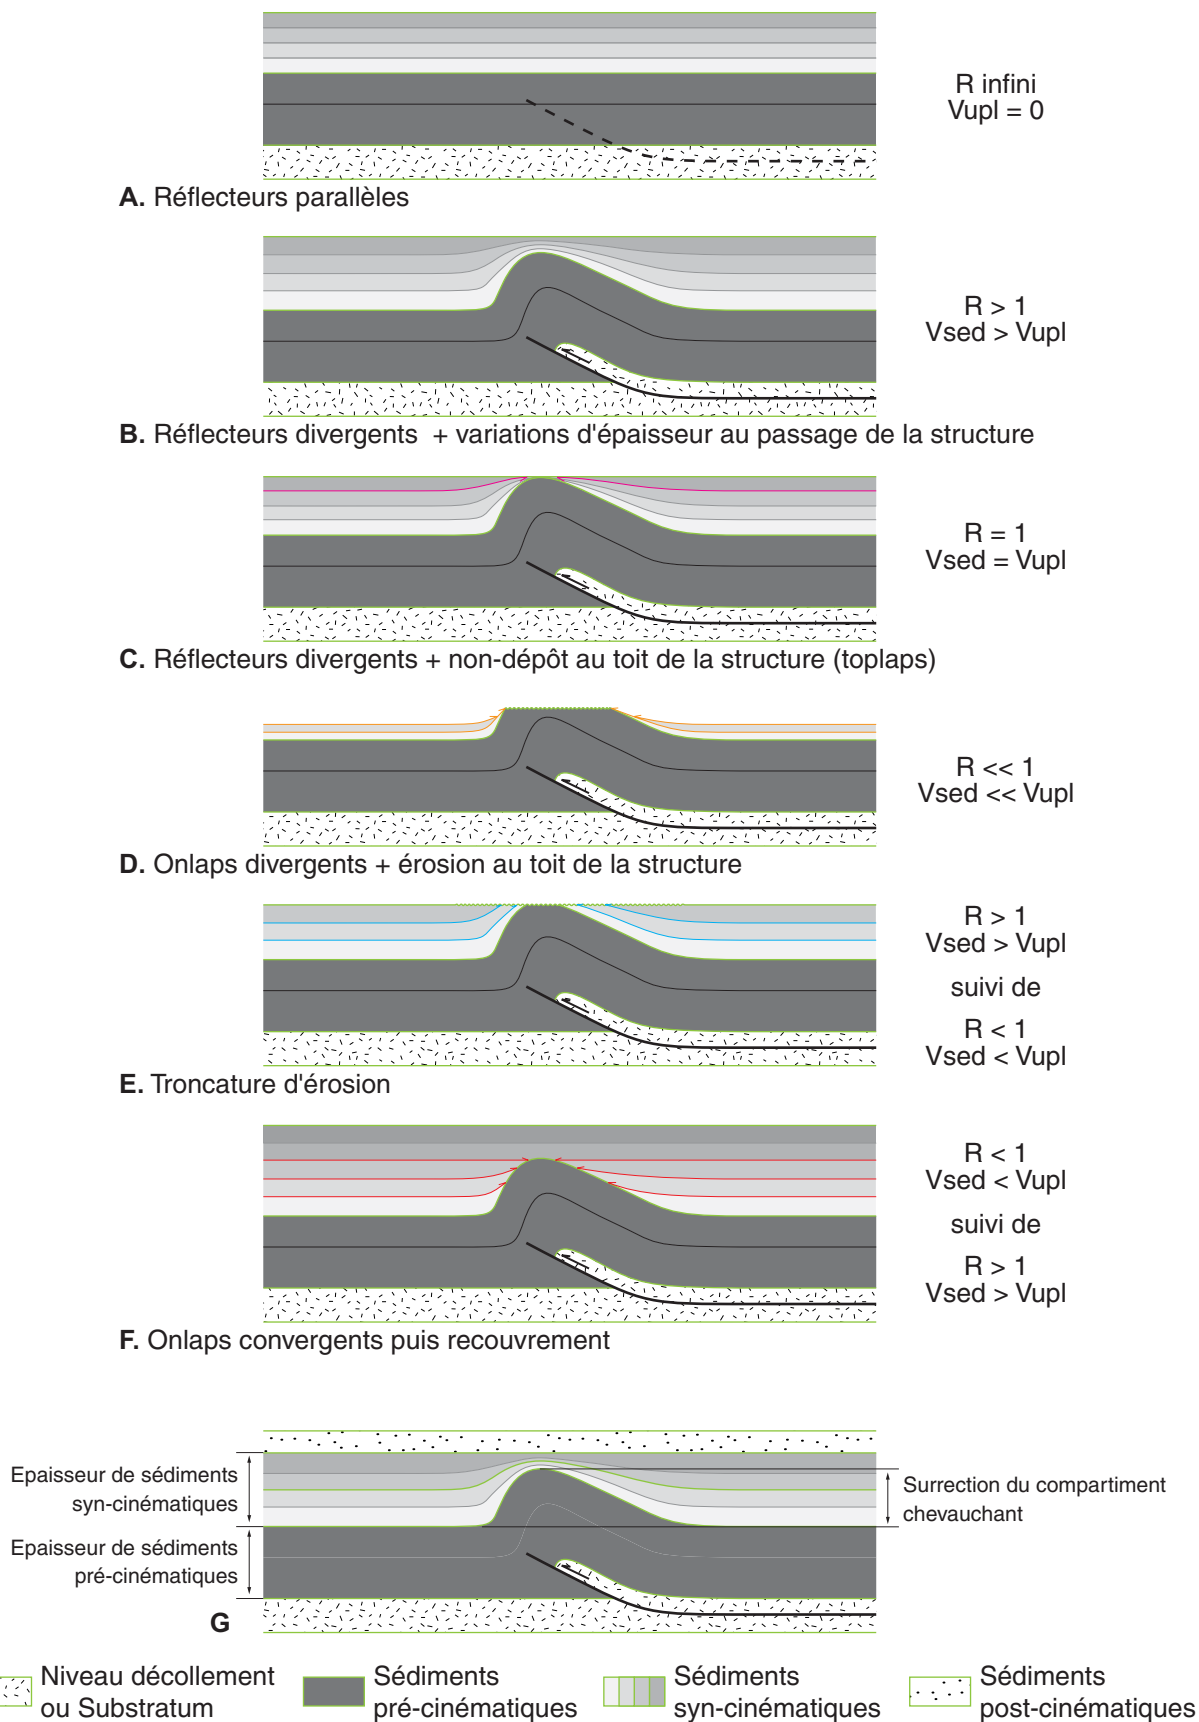 R infini
Vupl = 0
A. Réflecteurs parallèles
R > 1
Vsed > Vupl
B. Réflecteurs divergents + variations d'épaisseur au passage de la structure
R = 1
Vsed = Vupl
C. Réflecteurs divergents + non-dépôt au toit de la structure (toplaps)
R << 1
Vsed << Vupl
D. Onlaps divergents + érosion au toit de la structure
R > 1
Vsed > Vupl
suivi de
R < 1
Vsed < Vupl
E. Troncature d'érosion
R < 1
Vsed < Vupl
suivi de
R > 1
Vsed > Vupl
F. Onlaps convergents puis recouvrement
Epaisseur de sédiments
syn-cinématiques
Surrection du compartiment
chevauchant
Epaisseur de sédiments
pré-cinématiques
G
Niveau décollement
ou Substratum
Sédiments
pré-cinématiques
Sédiments
syn-cinématiques
Sédiments
post-cinématiques